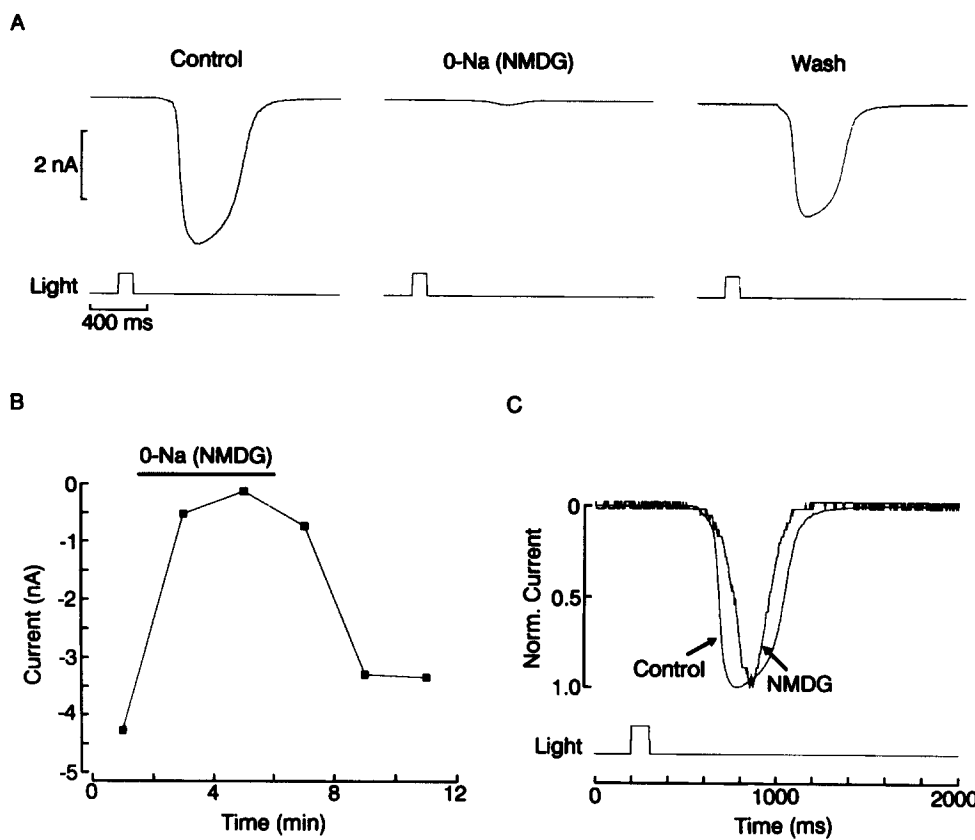 A
Control
0-Na (NMDG)
Wash
2 nA
Light
400 ms
B
0-Na (NMDG)
0
-1
-2
-3
-4
-5
Current (nA)
0
4
8
12
Time (min)
C
0
0.5
1.0
Norm. Current
Control
NMDG
Light
0
1000
2000
Time (ms)